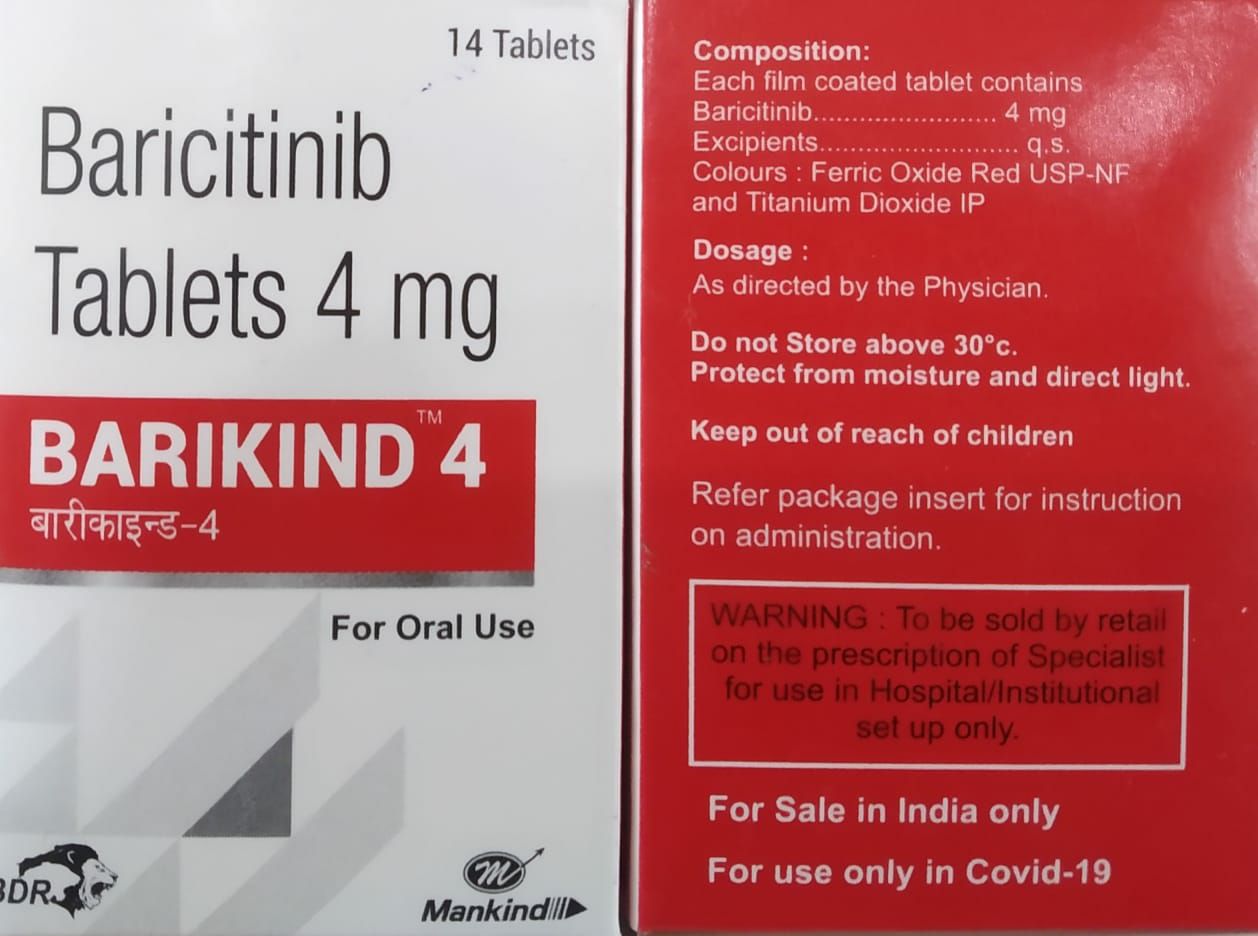 14 Tablets
Baricitinib
Tablets 4 mg
BARIKIND™ 4
बारीकाइन्ड-4
For Oral Use
BDR
Mankind
Composition:
Each film coated tablet contains
Baricitinib........................ 4 mg
Excipients.......................... q.s.
Colours : Ferric Oxide Red USP-NF
and Titanium Dioxide IP
Dosage :
As directed by the Physician.
Do not Store above 30°c.
Protect from moisture and direct light.
Keep out of reach of children
Refer package insert for instruction
on administration.
WARNING : To be sold by retail
on the prescription of Specialist
for use in Hospital/Institutional
set up only.
For Sale in India only
For use only in Covid-19